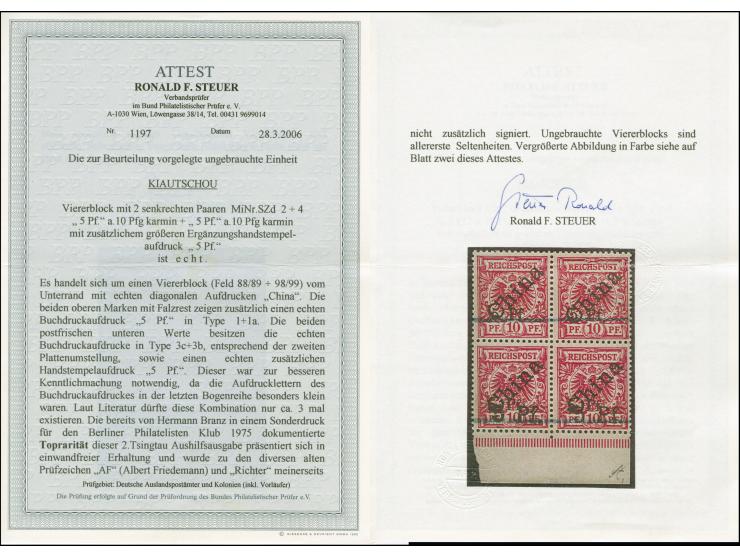 ATTEST
RONALD F. STEUER
Verbandsprüfer
im Bund Philatelistischer Prüfer e. V.
A-1030 Wien, Löwengasse 38/14, Tel. 00431 9699014
Nr. 1197 Datum 28.3.2006
Die zur Beurteilung vorgelegte ungebrauchte Einheit
KIAUTSCHOU
Viererblock mit 2 senkrechten Paaren MiNr.SZd 2 + 4
„ 5 Pf.“ a.10 Pfg karmin + „ 5 Pf.“ a.10 Pfg karmin
mit zusätzlichem größeren Ergänzungshandstempel-
aufdruck „ 5 Pf.“
ist e c h t .
Es handelt sich um einen Viererblock (Feld 88/89 + 98/99) vom
Unterrand mit echten diagonalen Aufdrucken „China“. Die
beiden oberen Marken mit Falzrest zeigen zusätzlich einen echten
Buchdruckaufdruck „5 Pf.“ in Type 1+1a. Die beiden
postfrischen unteren Werte besitzen die echten
Buchdruckaufdrucke in Type 3c+3b, entsprechend der zweiten
Plattenumstellung, sowie einen echten zusätzlichen
Handstempelaufdruck „5 Pf.“. Dieser war zur besseren
Kenntlichmachung notwendig, da die Aufdrucklettern des
Buchdruckaufdruckes in der letzten Bogenreihe besonders klein
waren. Laut Literatur dürfte diese Kombination nur ca. 3 mal
existieren. Die bereits von Hermann Branz in einem Sonderdruck
für den Berliner Philatelisten Klub 1975 dokumentierte
Toprarität dieser 2.Tsingtau Aushilfsausgabe präsentiert sich in
einwandfreier Erhaltung und wurde zu den diversen alten
Prüfzeichen „AF“ (Albert Friedemann) und „Richter“ meinerseits
Prüfgebiet: Deutsche Auslandspostämter und Kolonien (inkl. Vorläufer)
Die Prüfung erfolgte auf Grund der Prüfordnung des Bundes Philatelistischer Prüfer e.V.
nicht zusätzlich signiert. Ungebrauchte Viererblocks sind
allererste Seltenheiten. Vergrößerte Abbildung in Farbe siehe auf
Blatt zwei dieses Attestes.
Steuer Ronald
Ronald F. STEUER
REICHSPOST REICHSPOST
China China
PF. 10 PF. PF. 10 PF.
REICHSPOST REICHSPOST
China China